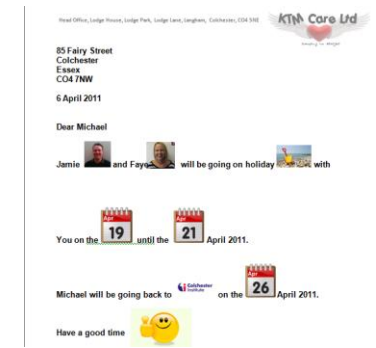 Head Office, Lodge House, Lodge Park, Lodge Lane, Langham, Colchester, CO4 5NE
KTM Care Ltd
85 Fairy Street
Colchester
Essex
CO4 7NW
6 April 2011
Dear Michael
Jamie and Faye will be going on holiday with
You on the Apr 19 until the Apr 21 April 2011.
Michael will be going back to Colchester Institute on the Apr 26 April 2011.
Have a good time